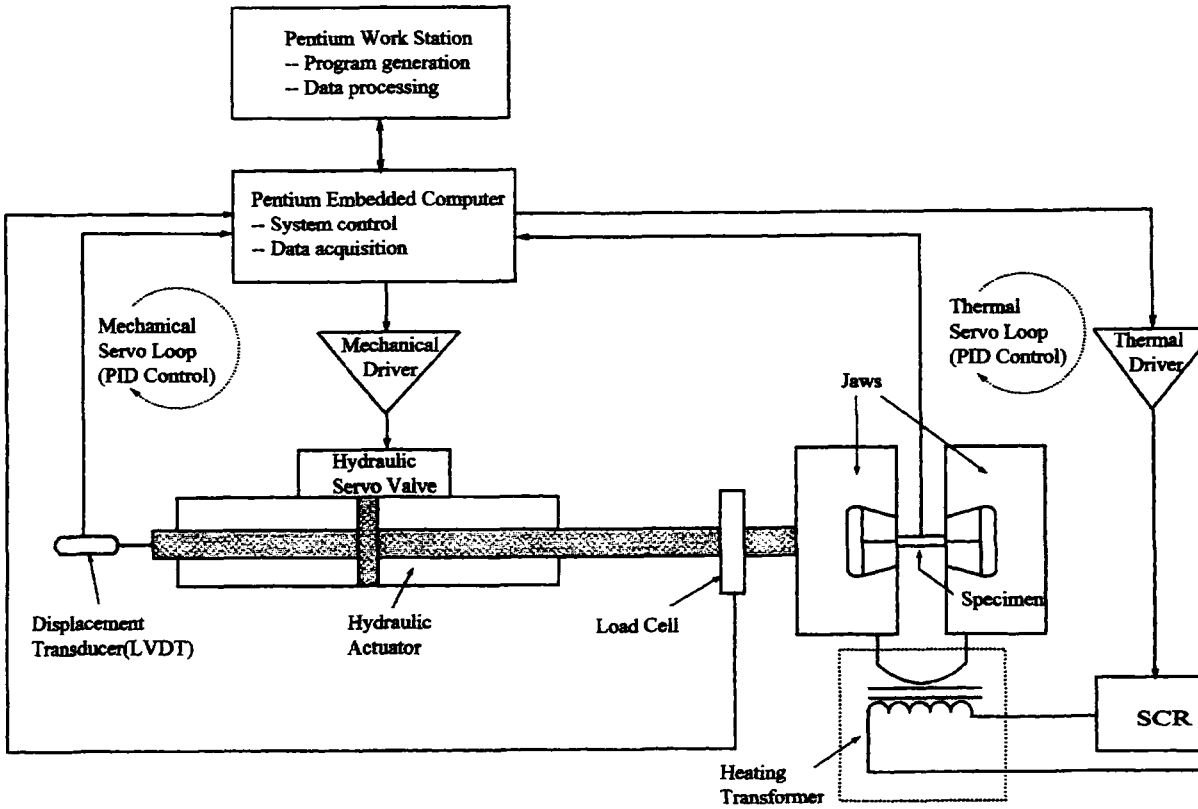 Pentium Work Station
-- Program generation
-- Data processing
Pentium Embedded Computer
-- System control
-- Data acquisition
Mechanical
Servo Loop
(PID Control)
Mechanical
Driver
Thermal
Servo Loop
(PID Control)
Thermal
Driver
Jaws
Hydraulic
Servo Valve
Displacement
Transducer(LVDT)
Hydraulic
Actuator
Load Cell
Specimen
SCR
Heating
Transformer